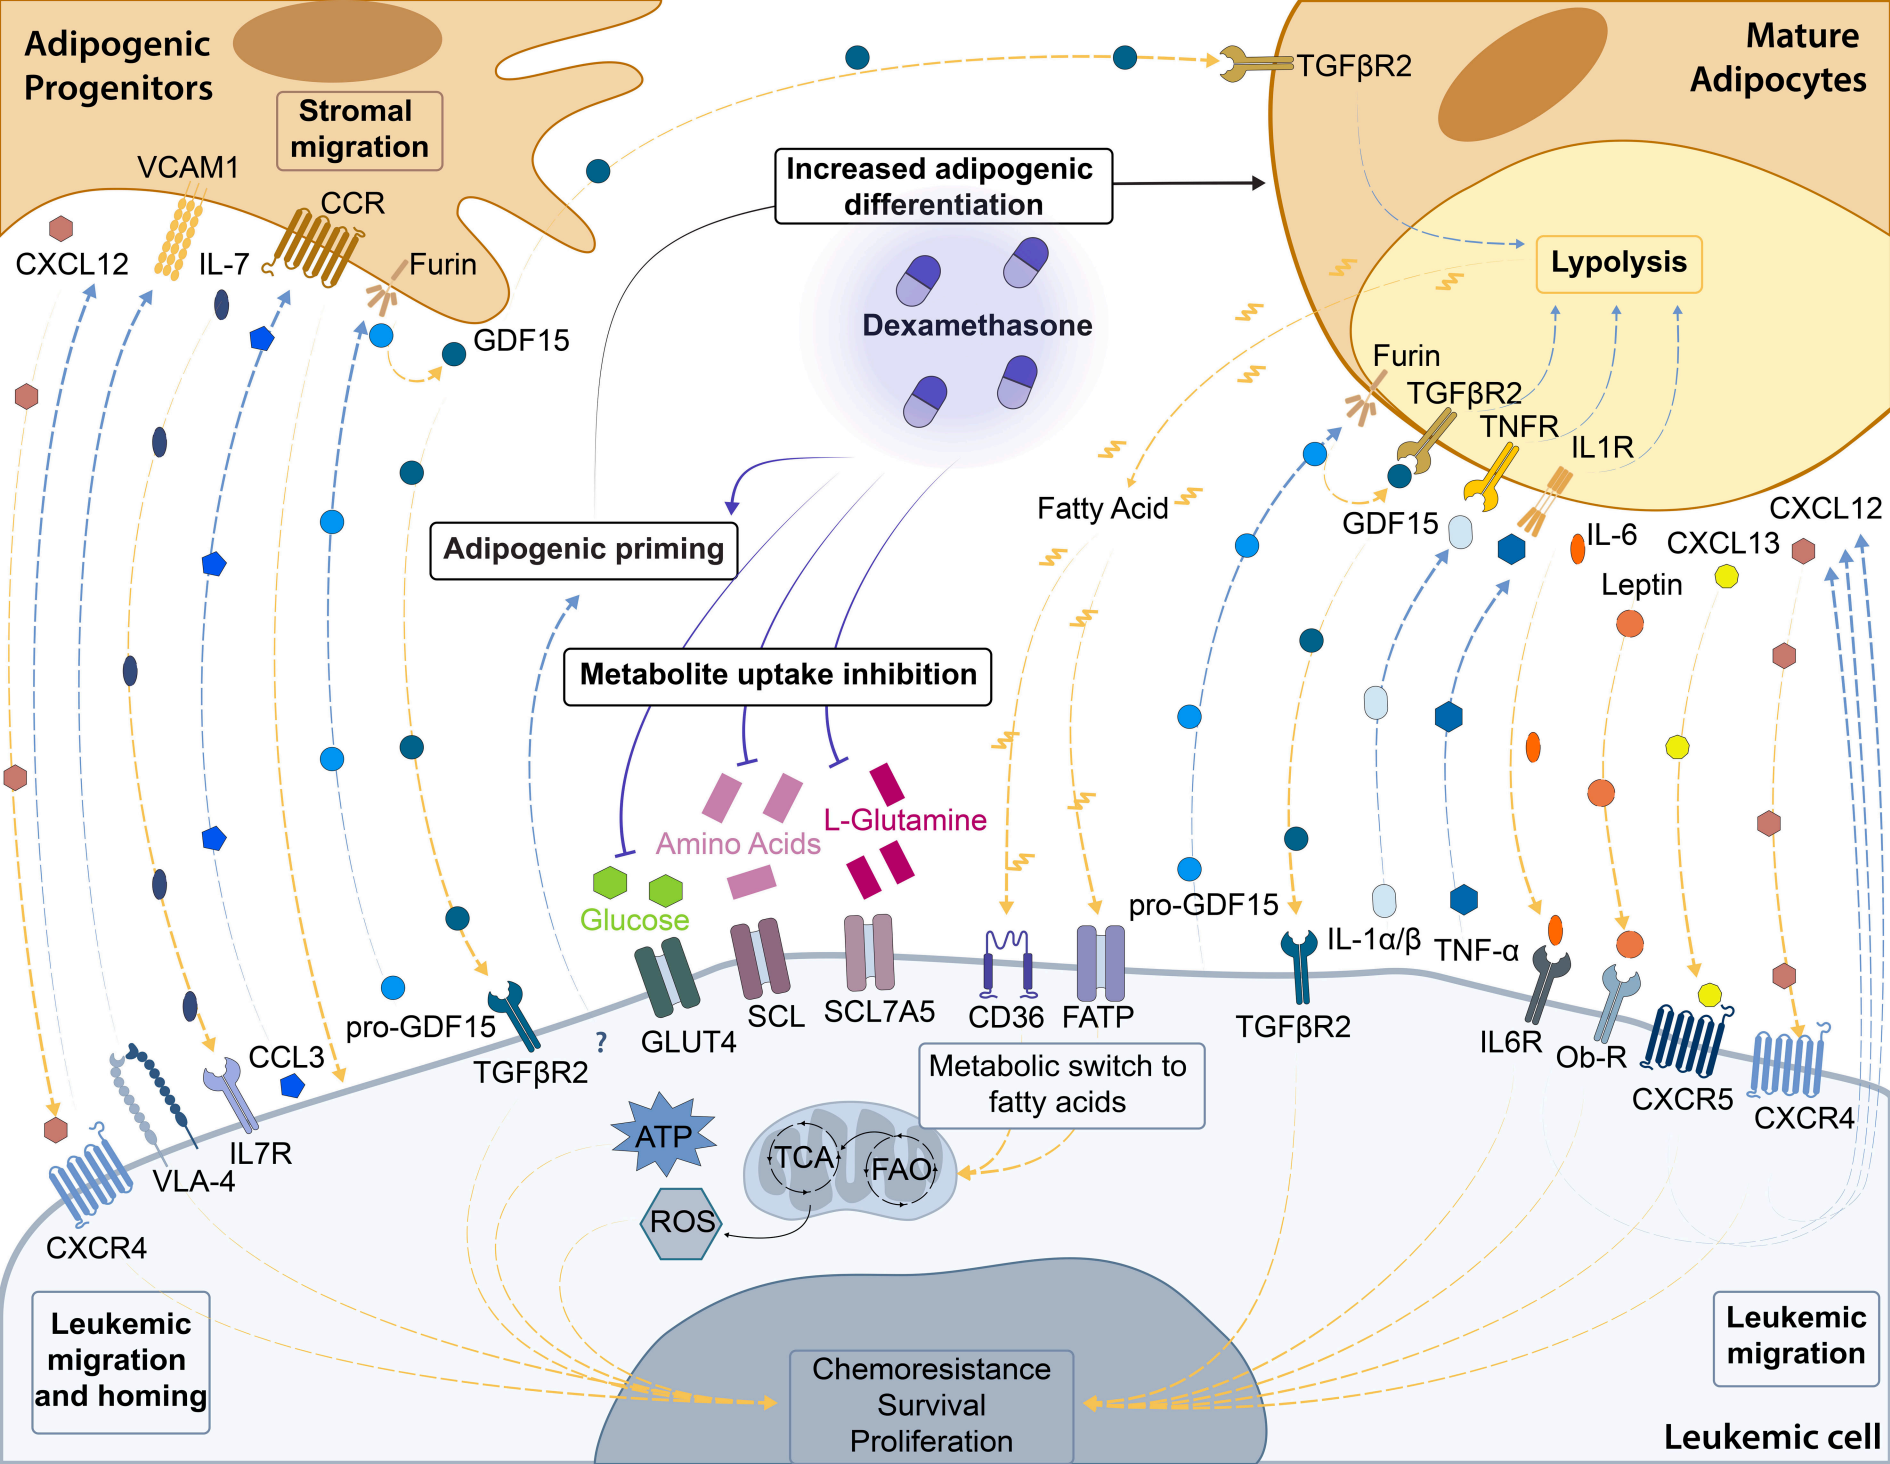 Adipogenic
Progenitors
Stromal
migration
VCAM1
CCR
CXCL12
IL-7
Furin
GDF15
TGFβR2
Mature
Adipocytes
Increased adipogenic
differentiation
Dexamethasone
Lypolysis
Furin
TGFβR2
TNFR
IL1R
GDF15
Fatty Acid
IL-6
CXCL13
CXCL12
Leptin
Adipogenic priming
Metabolite uptake inhibition
L-Glutamine
Amino Acids
Glucose
pro-GDF15
IL-1α/β
TNF-α
pro-GDF15
CCL3
TGFβR2
?
GLUT4
SCL
SCL7A5
CD36
FATP
TGFβR2
IL6R
Ob-R
CXCR5
CXCR4
IL7R
VLA-4
CXCR4
Metabolic switch to
fatty acids
ATP
TCA
FAO
ROS
Leukemic
migration
and homing
Chemoresistance
Survival
Proliferation
Leukemic
migration
Leukemic cell